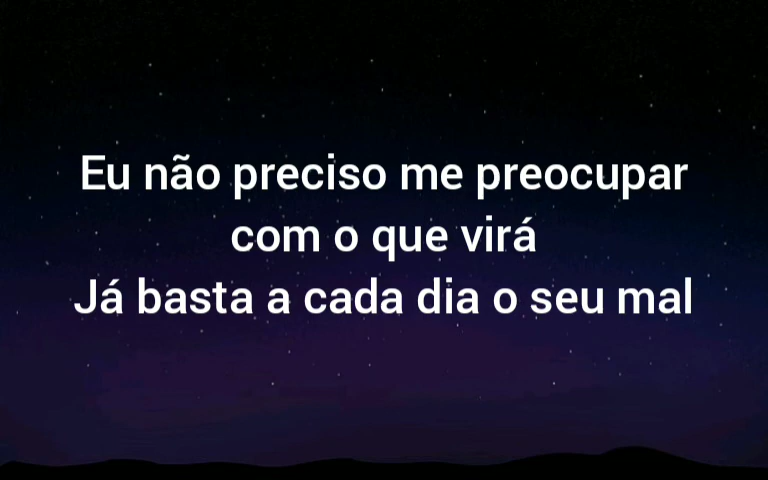 Eu não preciso me preocupar
com o que virá
Já basta a cada dia o seu mal